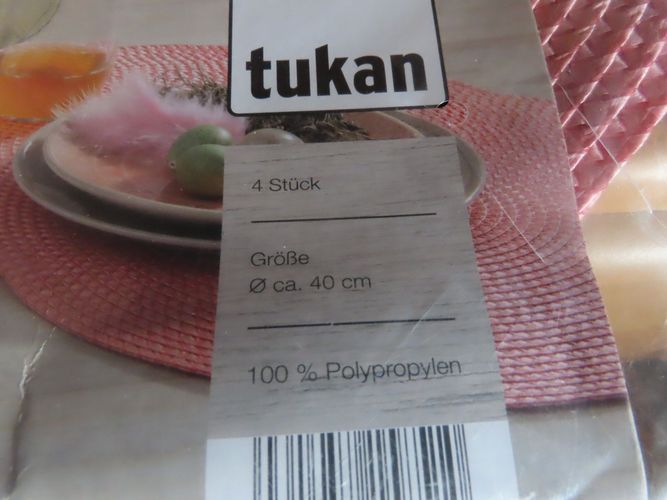 tukan
4 Stück
Größe
Ø ca. 40 cm
100 % Polypropylen